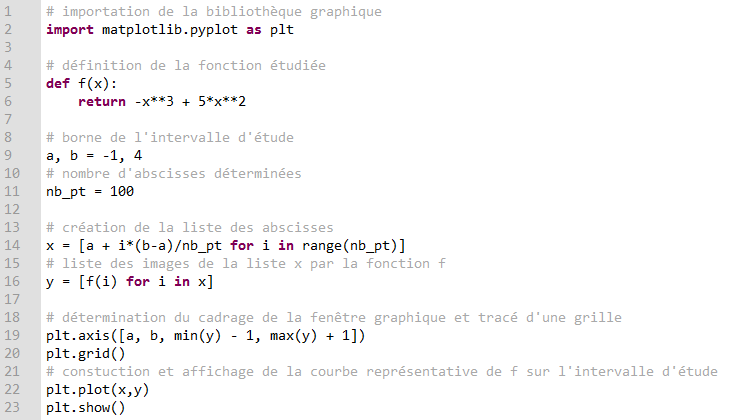 1 # importation de la bibliothèque graphique
2 import matplotlib.pyplot as plt
3
4 # définition de la fonction étudiée
5 def f(x):
6     return -x**3 + 5*x**2
7
8 # borne de l'intervalle d'étude
9 a, b = -1, 4
10 # nombre d'abscisses déterminées
11 nb_pt = 100
12
13 # création de la liste des abscisses
14 x = [a + i*(b-a)/nb_pt for i in range(nb_pt)]
15 # liste des images de la liste x par la fonction f
16 y = [f(i) for i in x]
17
18 # détermination du cadrage de la fenêtre graphique et tracé d'une grille
19 plt.axis([a, b, min(y) - 1, max(y) + 1])
20 plt.grid()
21 # constuction et affichage de la courbe représentative de f sur l'intervalle d'étude
22 plt.plot(x,y)
23 plt.show()